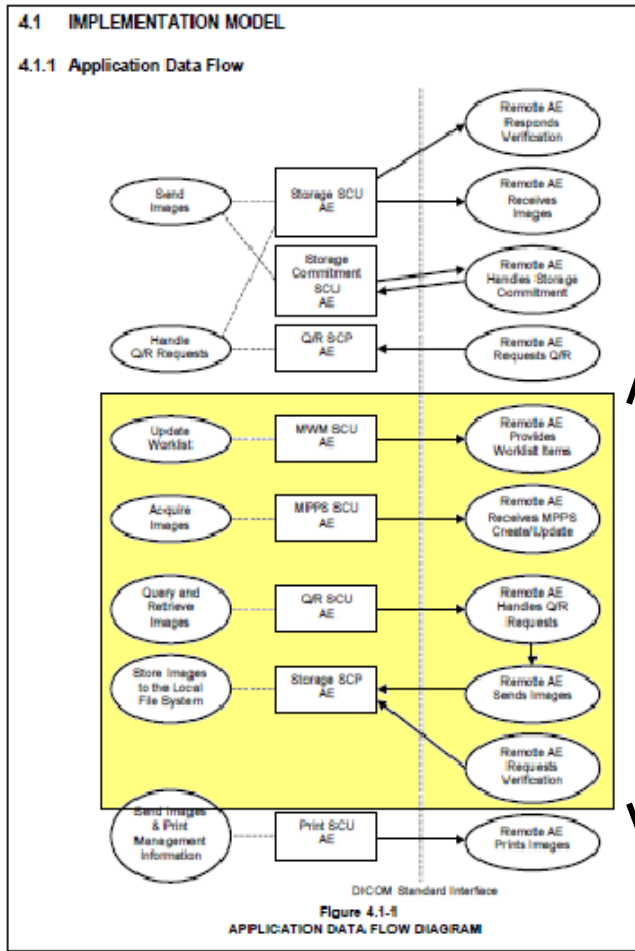 4.1 IMPLEMENTATION MODEL
4.1.1 Application Data Flow
Remote AE
Responds
Verification
Send
Images
Storage SCU
AE
Remote AE
Receives
Images
Storage
Commitment
SCU
AE
Remote AE
Handles Storage
Commitment
Handle
Q/R Requests
Q/R SCP
AE
Remote AE
Requests Q/R
Update
Worklist
MWM SCU
AE
Remote AE
Provides
Worklist Items
Acquire
Images
MPPS SCU
AE
Remote AE
Receives MPPS
Create/Update
Query and
Retrieve
Images
Q/R SCU
AE
Remote AE
Handles Q/R
Requests
Store Images
to the Local
File System
Storage SCP
AE
Remote AE
Sends Images
Remote AE
Requests
Verification
Send Images
& Print
Management
Information
Print SCU
AE
Remote AE
Prints Images
DICOM Standard Interface
Figure 4.1-1
APPLICATION DATA FLOW DIAGRAM